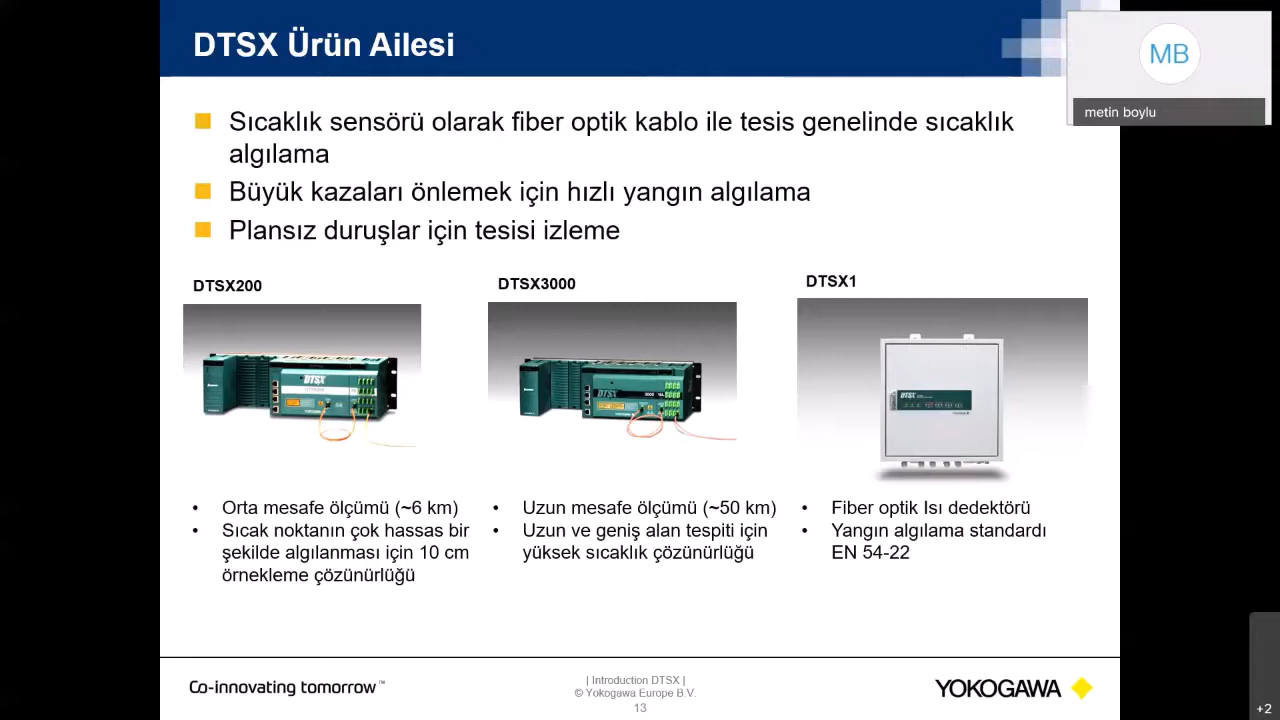 DTSX Ürün Ailesi
MB
metin boylu
Sıcaklık sensörü olarak fiber optik kablo ile tesis genelinde sıcaklık
algılama
Büyük kazaları önlemek için hızlı yangın algılama
Plansız duruşlar için tesisi izleme
DTSX200
DTSX3000
DTSX1
DTSX
DTSX
DTSX
• Orta mesafe ölçümü (~6 km)
• Sıcak noktanın çok hassas bir
şekilde algılanması için 10 cm
örnekleme çözünürlüğü
• Uzun mesafe ölçümü (~50 km)
• Uzun ve geniş alan tespiti için
yüksek sıcaklık çözünürlüğü
• Fiber optik Isı dedektörü
• Yangın algılama standardı
EN 54-22
Co-innovating tomorrow™
| Introduction DTSX |
© Yokogawa Europe B.V.
13
YOKOGAWA
+2